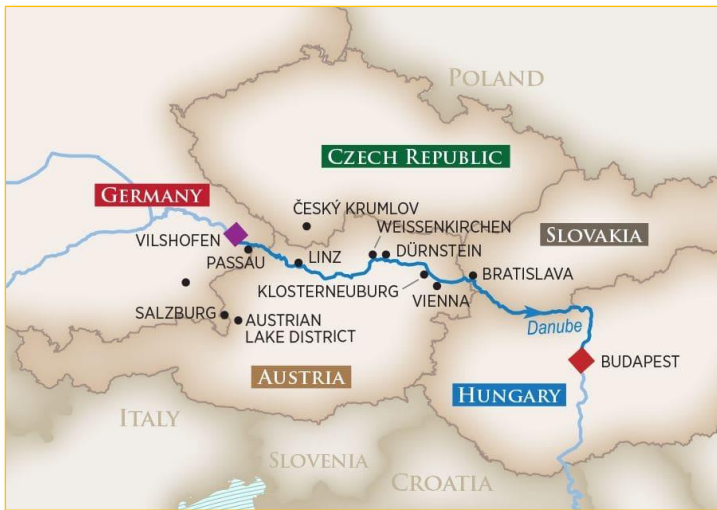 POLAND
CZECH REPUBLIC
GERMANY
ČESKÝ KRUMLOV
WEISSENKIRCHEN
SLOVAKIA
VILSHOFEN
DÜRNSTEIN
PASSAU
LINZ
BRATISLAVA
KLOSTERNEUBURG
VIENNA
SALZBURG
AUSTRIAN
LAKE DISTRICT
Danube
BUDAPEST
AUSTRIA
HUNGARY
ITALY
SLOVENIA
CROATIA